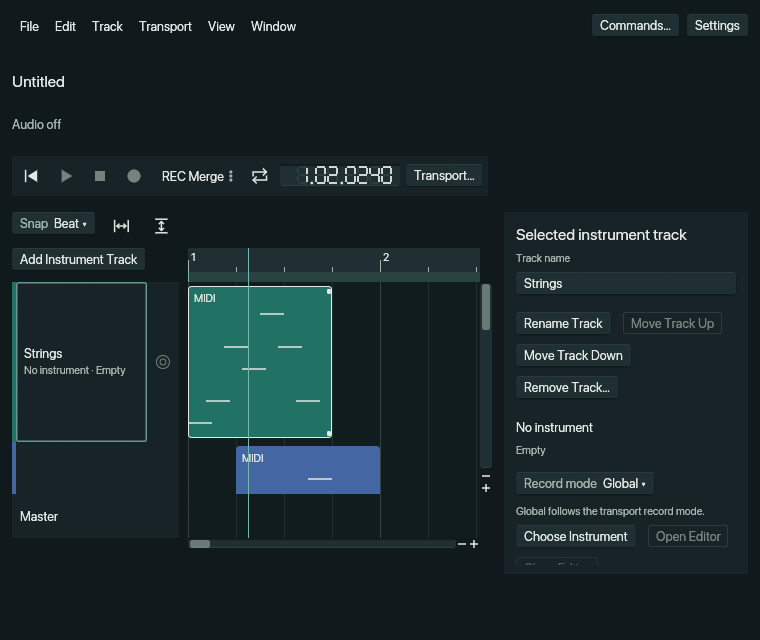 File Edit Track Transport View Window Commands... Settings
Untitled
Audio off
REC Merge 1.02.0240 Transport...
Snap Beat
Add Instrument Track
1 2
Strings
No instrument · Empty
MIDI
MIDI
Master
Selected instrument track
Track name
Strings
Rename Track Move Track Up
Move Track Down
Remove Track...
No instrument
Empty
Record mode Global
Global follows the transport record mode.
Choose Instrument Open Editor